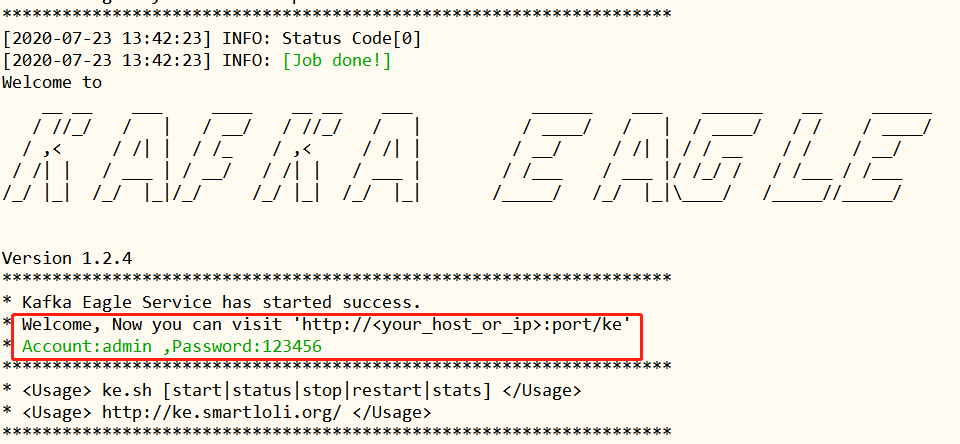 *******************************************************************
[2020-07-23 13:42:23] INFO: Status Code[0]
[2020-07-23 13:42:23] INFO: [Job done!]
Welcome to
KAFKA EAGLE
Version 1.2.4
*******************************************************************
* Kafka Eagle Service has started success.
* Welcome, Now you can visit 'http://<your_host_or_ip>:port/ke'
* Account:admin ,Password:123456
*******************************************************************
* <Usage> ke.sh [start|status|stop|restart|stats] </Usage>
* <Usage> http://ke.smartloli.org/ </Usage>
*******************************************************************